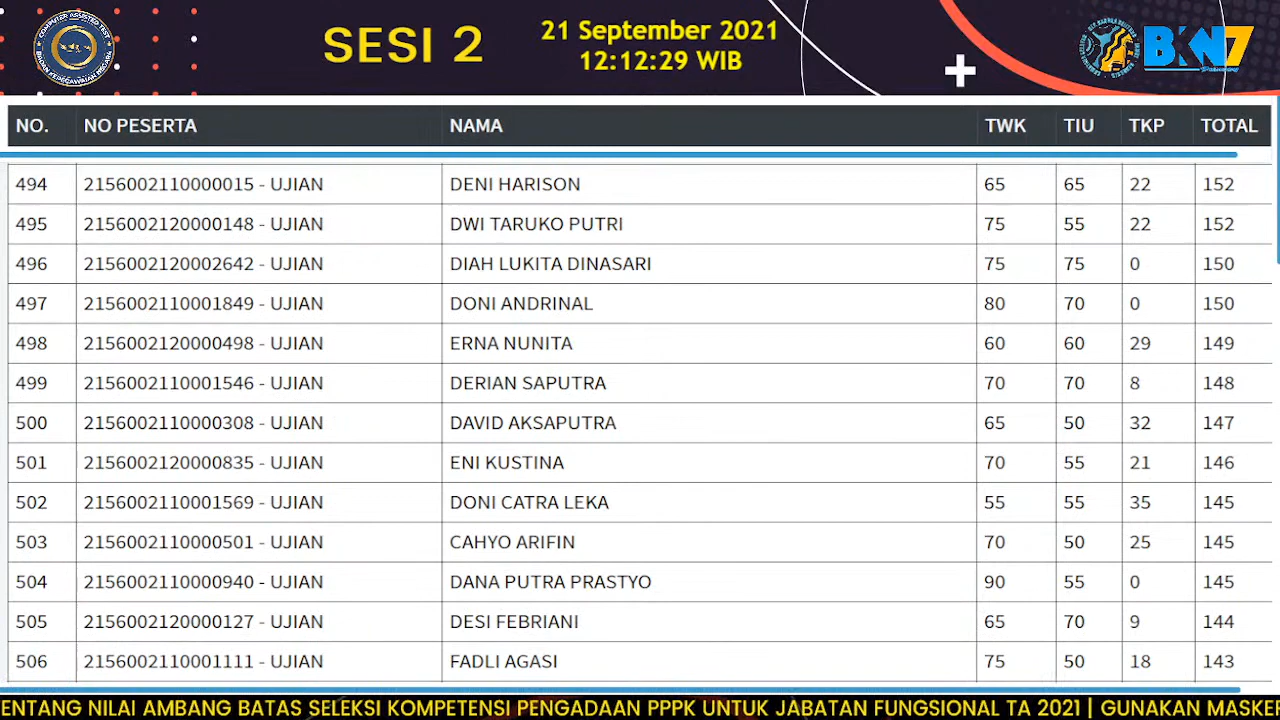 COMPUTER ASSISTED TEST
BADAN KEPEGAWAIAN NEGARA
SESI 2
21 September 2021
12:12:29 WIB
BKN7
NO. NO PESERTA NAMA TWK TIU TKP TOTAL
494 2156002110000015 - UJIAN DENI HARISON 65 65 22 152
495 2156002120000148 - UJIAN DWI TARUKO PUTRI 75 55 22 152
496 2156002120002642 - UJIAN DIAH LUKITA DINASARI 75 75 0 150
497 2156002110001849 - UJIAN DONI ANDRINAL 80 70 0 150
498 2156002120000498 - UJIAN ERNA NUNITA 60 60 29 149
499 2156002110001546 - UJIAN DERIAN SAPUTRA 70 70 8 148
500 2156002110000308 - UJIAN DAVID AKSAPUTRA 65 50 32 147
501 2156002120000835 - UJIAN ENI KUSTINA 70 55 21 146
502 2156002110001569 - UJIAN DONI CATRA LEKA 55 55 35 145
503 2156002110000501 - UJIAN CAHYO ARIFIN 70 50 25 145
504 2156002110000940 - UJIAN DANA PUTRA PRASTYO 90 55 0 145
505 2156002120000127 - UJIAN DESI FEBRIANI 65 70 9 144
506 2156002110001111 - UJIAN FADLI AGASI 75 50 18 143
ENTANG NILAI AMBANG BATAS SELEKSI KOMPETENSI PENGADAAN PPPK UNTUK JABATAN FUNGSIONAL TA 2021 | GUNAKAN MASKER